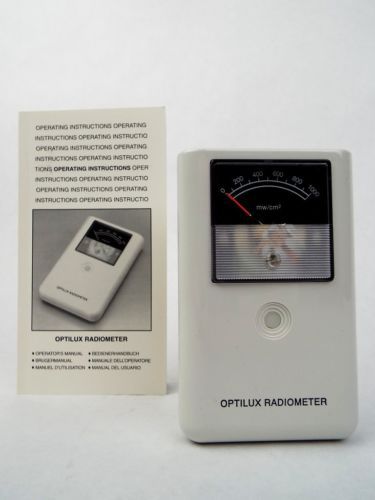 OPERATING INSTRUCTIONS OPERATING
INSTRUCTIONS OPERATING INSTRUCTIO
OPERATING INSTRUCTIONS OPERATING
INSTRUCTIONS OPERATING INSTRUCTIO
TIONS OPERATING INSTRUCTIONS OPER
INSTRUCTIONS OPERATING INSTRUCTIO
OPERATING INSTRUCTIONS OPERATING
INSTRUCTIONS OPERATING INSTRUCTIO
OPTILUX RADIOMETER
OPTILUX RADIOMETER
♦ OPERATOR'S MANUAL ♦ BEDIENERHANDBUCH
♦ BRUGERMANUAL ♦ MANUALE DELL'OPERATORE
♦ MANUEL D'UTILISATION ♦ MANUAL DEL USUARIO
0 200 400 600 800 1000
mw/cm²
OPTILUX RADIOMETER